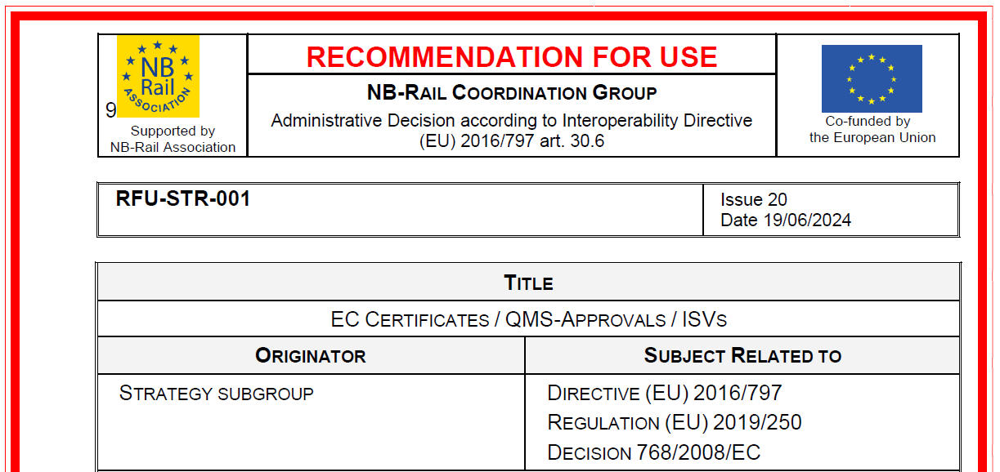 NB
Rail
ASSOCIATION
9
Supported by
NB-Rail Association
RECOMMENDATION FOR USE
NB-RAIL COORDINATION GROUP
Administrative Decision according to Interoperability Directive
(EU) 2016/797 art. 30.6
Co-funded by
the European Union
RFU-STR-001
Issue 20
Date 19/06/2024
TITLE
EC CERTIFICATES / QMS-APPROVALS / ISVS
ORIGINATOR
SUBJECT RELATED TO
STRATEGY SUBGROUP
DIRECTIVE (EU) 2016/797
REGULATION (EU) 2019/250
DECISION 768/2008/EC